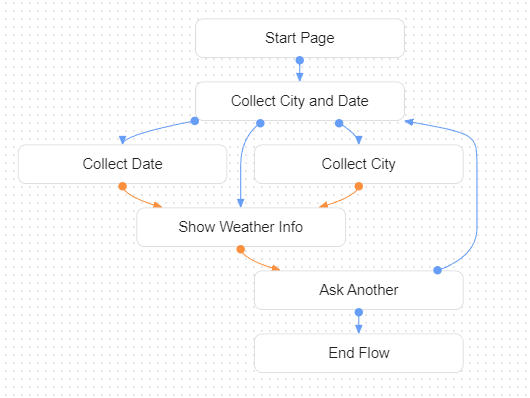 Start Page
Collect City and Date
Collect Date
Collect City
Show Weather Info
Ask Another
End Flow